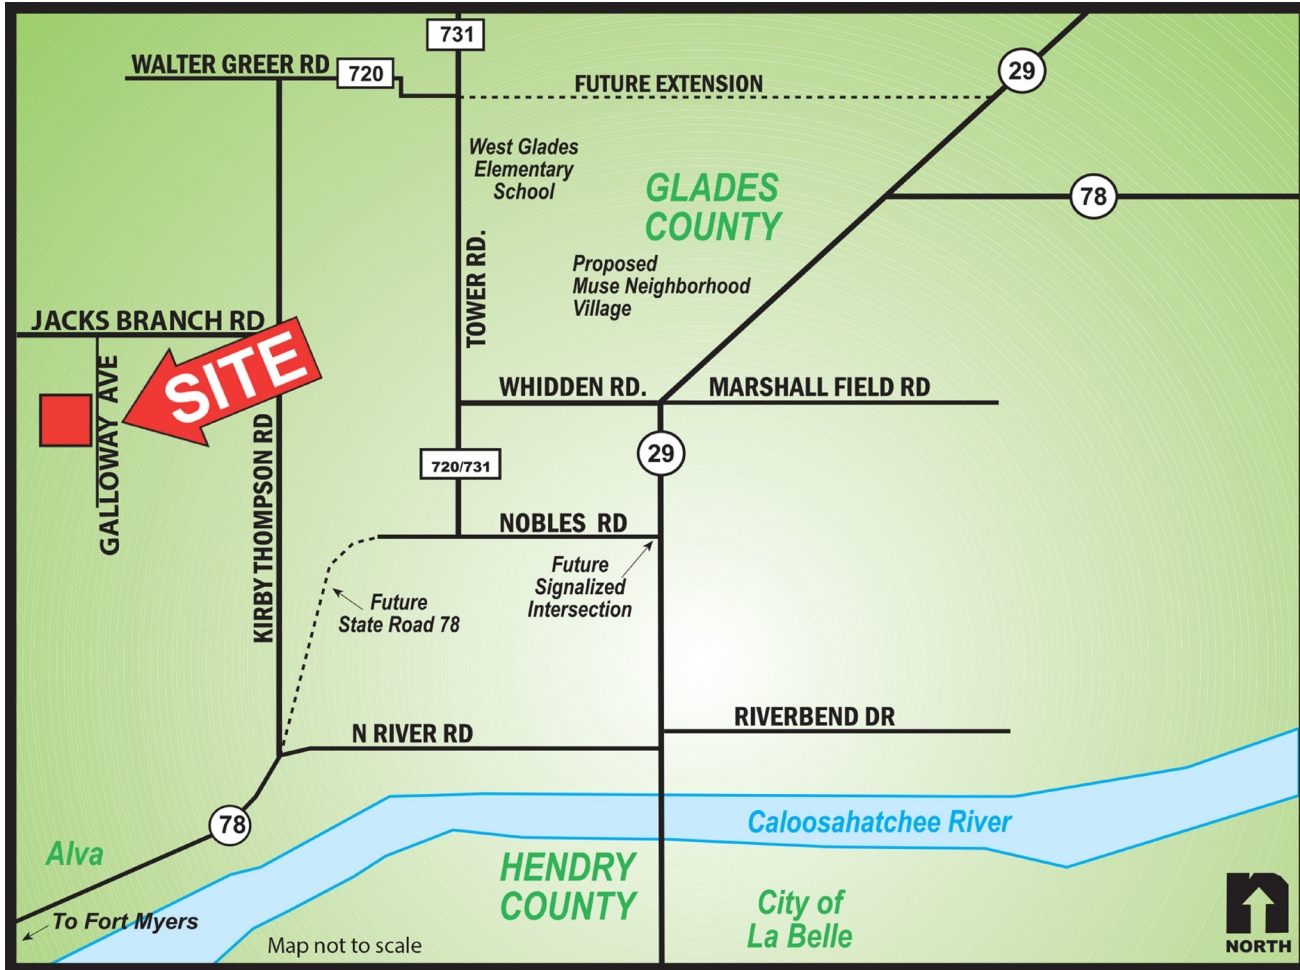 731
WALTER GREER RD
720
29
FUTURE EXTENSION
West Glades
Elementary
School
GLADES
COUNTY
78
TOWER RD.
Proposed
Muse Neighborhood
Village
JACKS BRANCH RD
SITE
GALLOWAY AVE
WHIDDEN RD.
MARSHALL FIELD RD
KIRBY THOMPSON RD
720/731
29
NOBLES RD
Future
Signalized
Intersection
Future
State Road 78
N RIVER RD
RIVERBEND DR
78
Caloosahatchee River
Alva
HENDRY
COUNTY
City of
La Belle
To Fort Myers
Map not to scale
n
NORTH